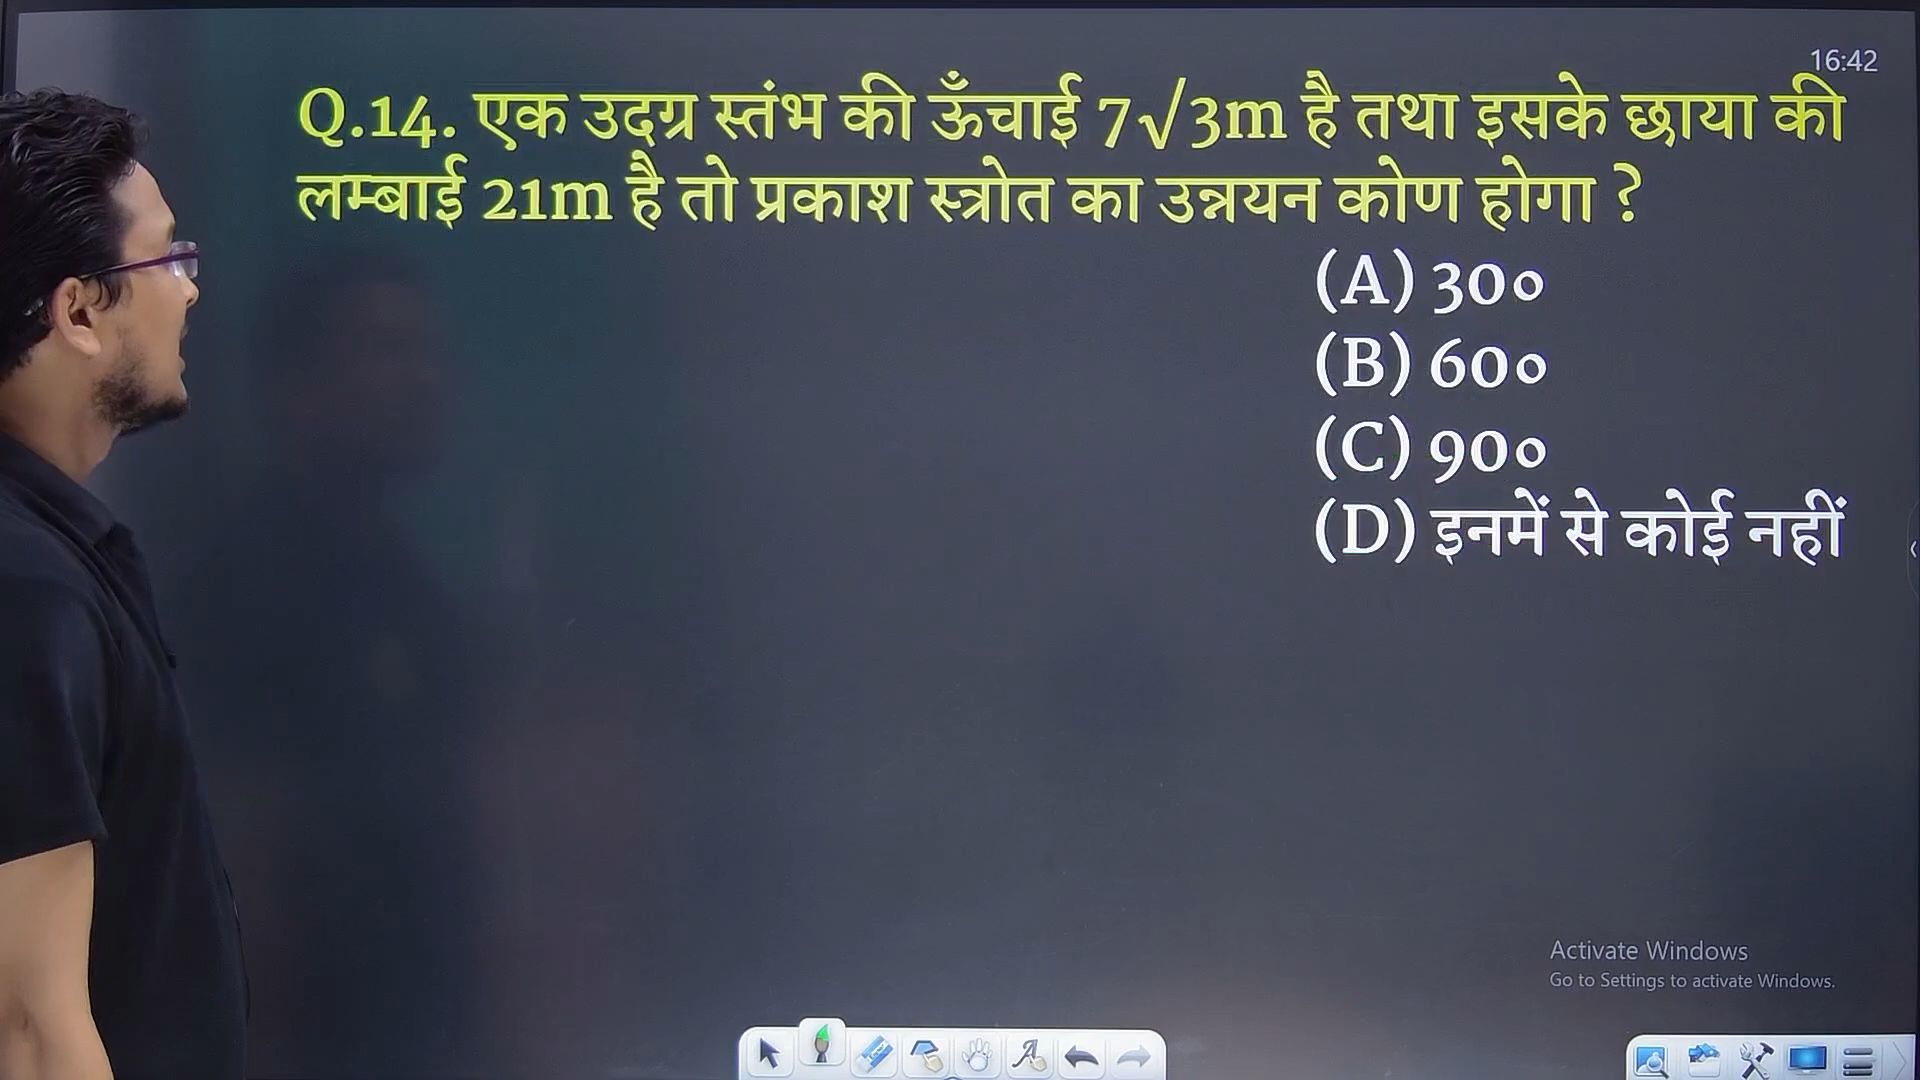 16:42
Q.14. एक उदग्र स्तंभ की ऊँचाई 7√3m है तथा इसके छाया की
लम्बाई 21m है तो प्रकाश स्त्रोत का उन्नयन कोण होगा ?
(A) 30०
(B) 60०
(C) 90०
(D) इनमें से कोई नहीं
Activate Windows
Go to Settings to activate Windows.